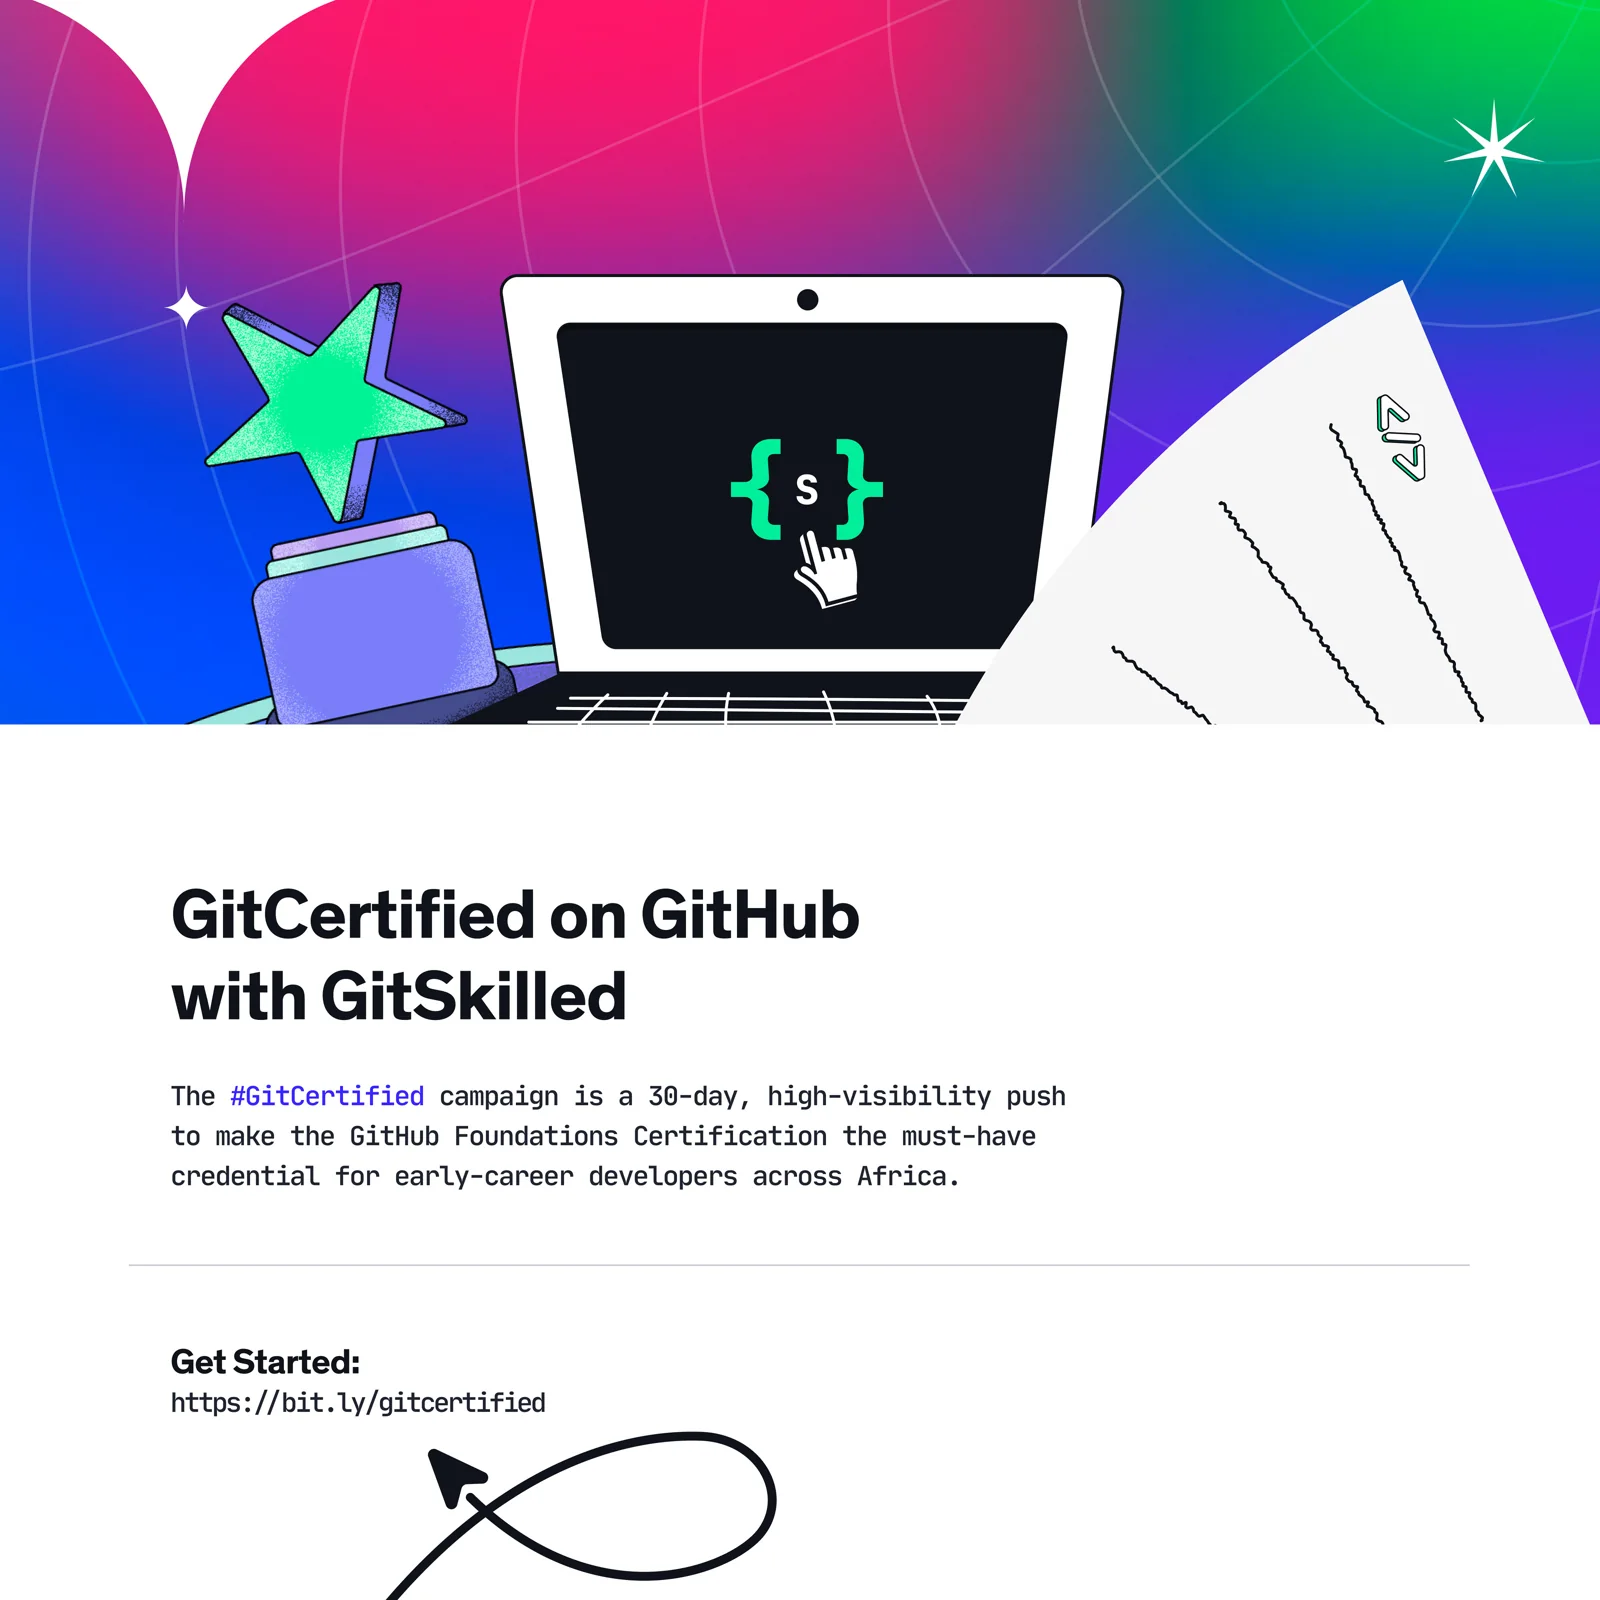 { s }
</>
GitCertified on GitHub
with GitSkilled
The #GitCertified campaign is a 30-day, high-visibility push
to make the GitHub Foundations Certification the must-have
credential for early-career developers across Africa.
Get Started:
https://bit.ly/gitcertified